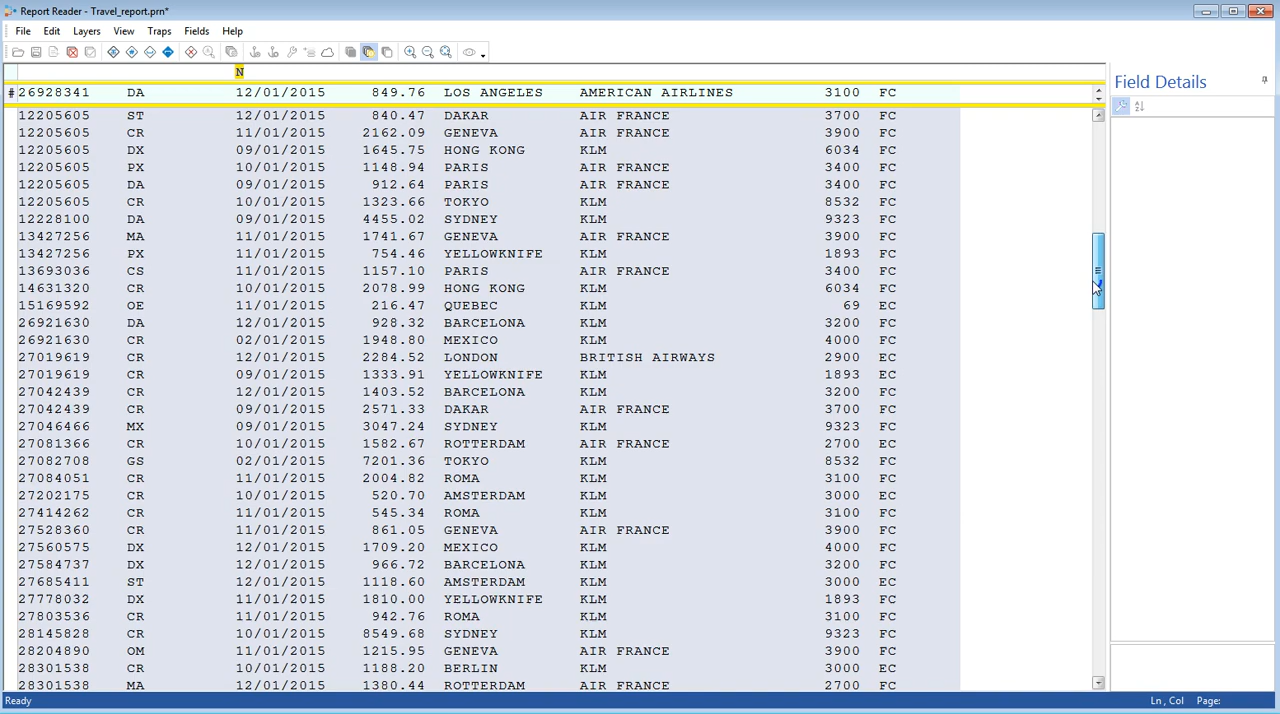 Report Reader - Travel_report.prn*
File Edit Layers View Traps Fields Help
N
Field Details
#26928341 DA 12/01/2015 849.76 LOS ANGELES AMERICAN AIRLINES 3100 FC
12205605 ST 12/01/2015 840.47 DAKAR AIR FRANCE 3700 FC
12205605 CR 11/01/2015 2162.09 GENEVA AIR FRANCE 3900 FC
12205605 DX 09/01/2015 1645.75 HONG KONG KLM 6034 FC
12205605 PX 10/01/2015 1148.94 PARIS AIR FRANCE 3400 FC
12205605 DA 09/01/2015 912.64 PARIS AIR FRANCE 3400 FC
12205605 CR 10/01/2015 1323.66 TOKYO KLM 8532 FC
12228100 DA 09/01/2015 4455.02 SYDNEY KLM 9323 FC
13427256 MA 11/01/2015 1741.67 GENEVA AIR FRANCE 3900 FC
13427256 PX 11/01/2015 754.46 YELLOWKNIFE KLM 1893 FC
13693036 CS 11/01/2015 1157.10 PARIS AIR FRANCE 3400 FC
14631320 CR 10/01/2015 2078.99 HONG KONG KLM 6034 FC
15169592 OE 11/01/2015 216.47 QUEBEC KLM 69 EC
26921630 DA 12/01/2015 928.32 BARCELONA KLM 3200 FC
26921630 CR 02/01/2015 1948.80 MEXICO KLM 4000 FC
27019619 CR 12/01/2015 2284.52 LONDON BRITISH AIRWAYS 2900 EC
27019619 CR 09/01/2015 1333.91 YELLOWKNIFE KLM 1893 EC
27042439 CR 12/01/2015 1403.52 BARCELONA KLM 3200 FC
27042439 CR 09/01/2015 2571.33 DAKAR AIR FRANCE 3700 FC
27046466 MX 09/01/2015 3047.24 SYDNEY KLM 9323 FC
27081366 CR 10/01/2015 1582.67 ROTTERDAM AIR FRANCE 2700 EC
27082708 GS 02/01/2015 7201.36 TOKYO KLM 8532 FC
27084051 CR 11/01/2015 2004.82 ROMA KLM 3100 FC
27202175 CR 10/01/2015 520.70 AMSTERDAM KLM 3000 EC
27414262 CR 11/01/2015 545.34 ROMA KLM 3100 FC
27528360 CR 11/01/2015 861.05 GENEVA AIR FRANCE 3900 FC
27560575 DX 12/01/2015 1709.20 MEXICO KLM 4000 FC
27584737 DX 12/01/2015 966.72 BARCELONA KLM 3200 FC
27685411 ST 12/01/2015 1118.60 AMSTERDAM KLM 3000 EC
27778032 DX 11/01/2015 1810.00 YELLOWKNIFE KLM 1893 FC
27803536 CR 11/01/2015 942.76 ROMA KLM 3100 FC
28145828 CR 10/01/2015 8549.68 SYDNEY KLM 9323 FC
28204890 OM 11/01/2015 1215.95 GENEVA AIR FRANCE 3900 FC
28301538 CR 10/01/2015 1188.20 BERLIN KLM 3000 EC
28301538 MA 12/01/2015 1380.44 ROTTERDAM AIR FRANCE 2700 FC
Ready Ln , Col Page: